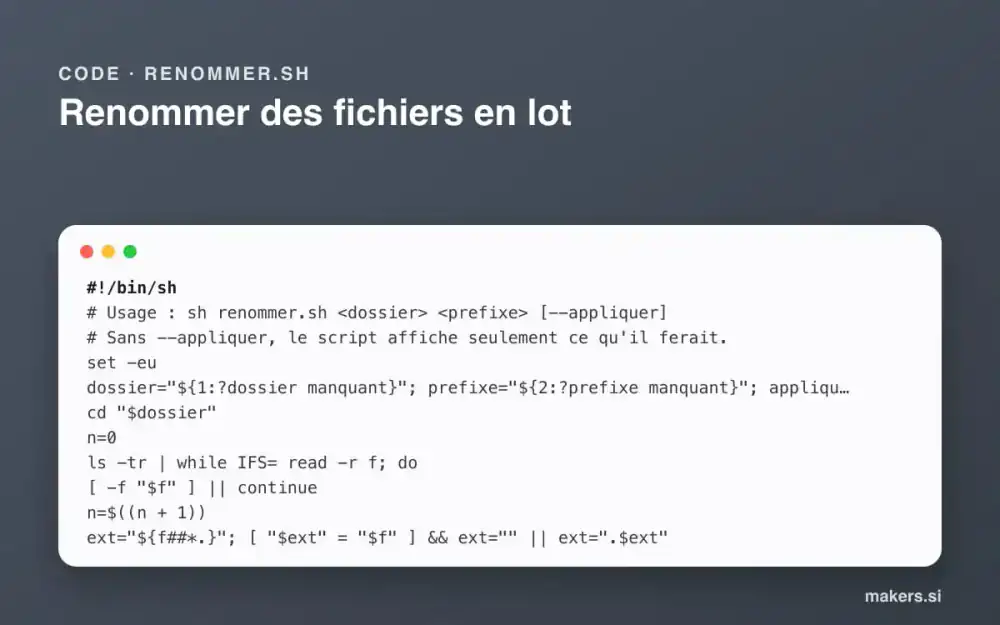 CODE · RENOMMER.SH
Renommer des fichiers en lot
#!/bin/sh
# Usage : sh renommer.sh <dossier> <prefixe> [--appliquer]
# Sans --appliquer, le script affiche seulement ce qu'il ferait.
set -eu
dossier="${1:?dossier manquant}"; prefixe="${2:?prefixe manquant}"; appliqu…
cd "$dossier"
n=0
ls -tr | while IFS= read -r f; do
[ -f "$f" ] || continue
n=$((n + 1))
ext="${f##*.}"; [ "$ext" = "$f" ] && ext="" || ext=".$ext"
makers.si